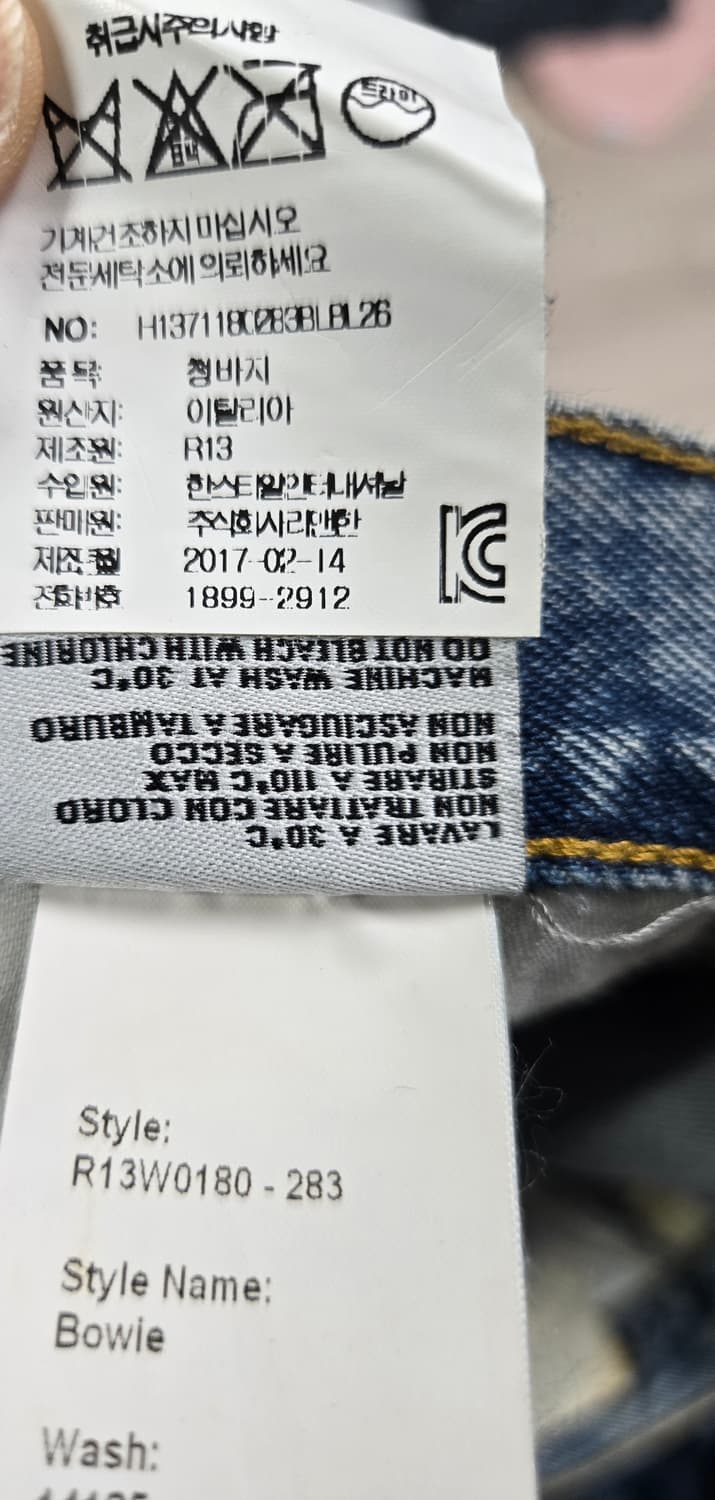 취급시주의사항
표백
드라이
기계건조하지 마십시오
전문세탁소에 의뢰하세요
NO: H137118C0283BLBL26
품 목: 청바지
원산지: 이탈리아
제조원: R13
수입원: 한스타일인터내셔날
판매원: 주식회사리앤한
제조월 2017-02-14
전화번호 1899-2912
DO NOT BLEACH WITH CHLORINE
MACHINE WASH AT 30°C
NON ASCIUGARE A TAMBURO
NON PULIRE A SECCO
STIRARE A 110°C MAX
NON TRATTARE CON CLORO
LAVARE A 30°C
Style:
R13W0180 - 283
Style Name:
Bowie
Wash: